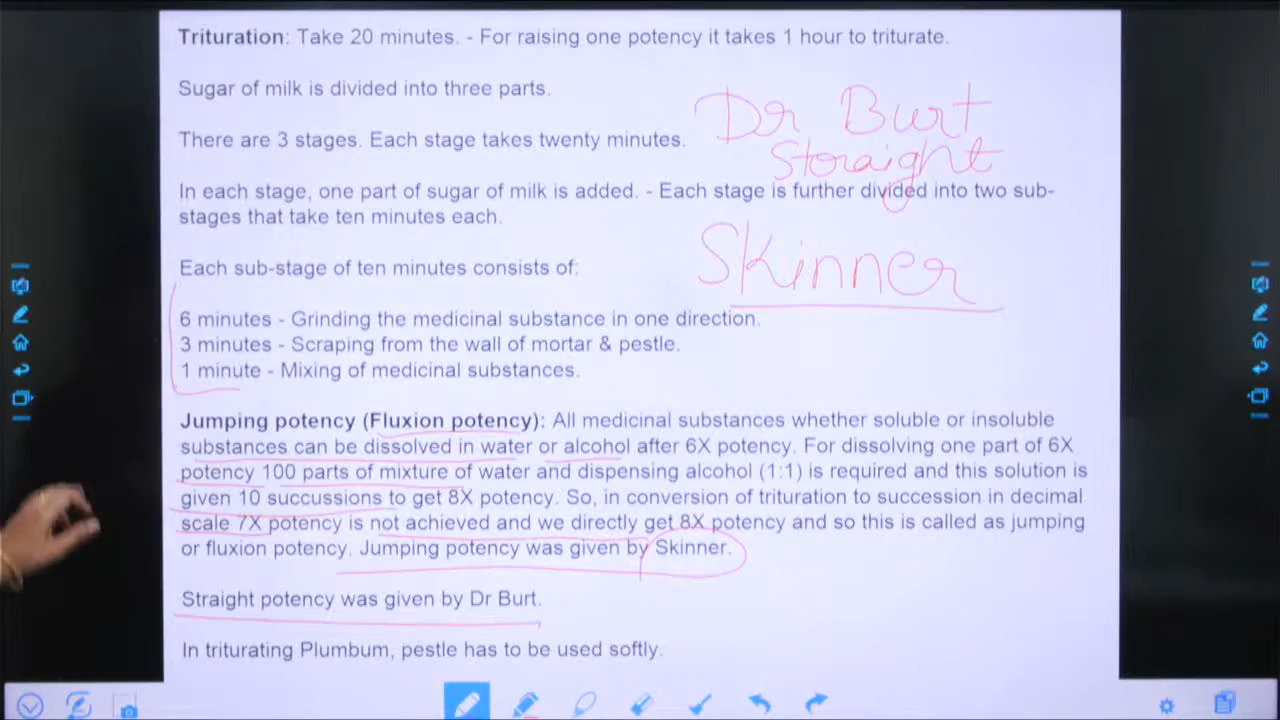 Trituration: Take 20 minutes. - For raising one potency it takes 1 hour to triturate.
Sugar of milk is divided into three parts.
Dr Burt
There are 3 stages. Each stage takes twenty minutes.
Straight
In each stage, one part of sugar of milk is added. - Each stage is further divided into two sub-
stages that take ten minutes each.
Skinner
Each sub-stage of ten minutes consists of:
6 minutes - Grinding the medicinal substance in one direction.
3 minutes - Scraping from the wall of mortar & pestle.
1 minute - Mixing of medicinal substances.
Jumping potency (Fluxion potency): All medicinal substances whether soluble or insoluble
substances can be dissolved in water or alcohol after 6X potency. For dissolving one part of 6X
potency 100 parts of mixture of water and dispensing alcohol (1:1) is required and this solution is
given 10 succussions to get 8X potency. So, in conversion of trituration to succession in decimal
scale 7X potency is not achieved and we directly get 8X potency and so this is called as jumping
or fluxion potency. Jumping potency was given by Skinner.
Straight potency was given by Dr Burt.
In triturating Plumbum, pestle has to be used softly.